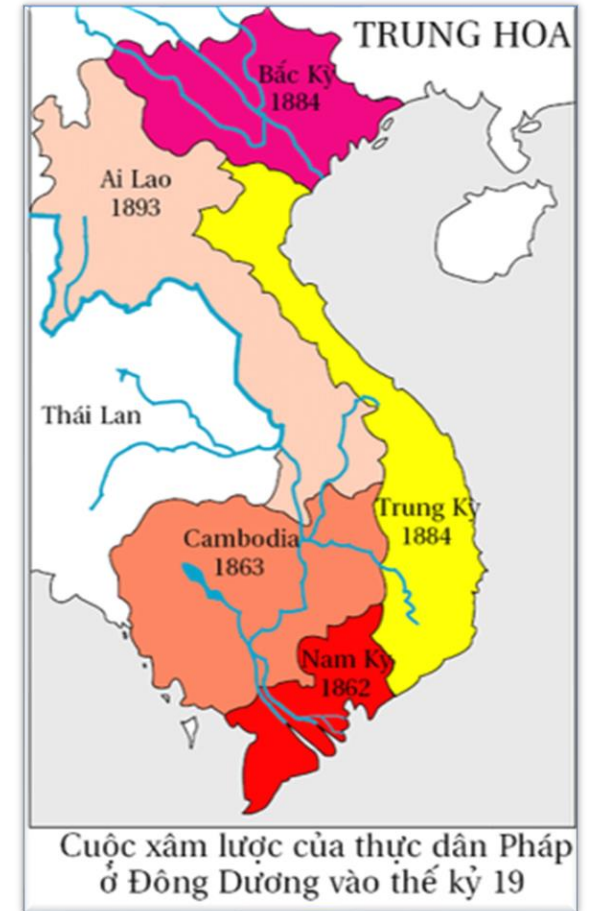 TRUNG HOA
Bắc Kỳ
1884
Ai Lao
1893
Thái Lan
Trung Kỳ
1884
Cambodia
1863
Nam Kỳ
1862
Cuộc xâm lược của thực dân Pháp
ở Đông Dương vào thế kỷ 19